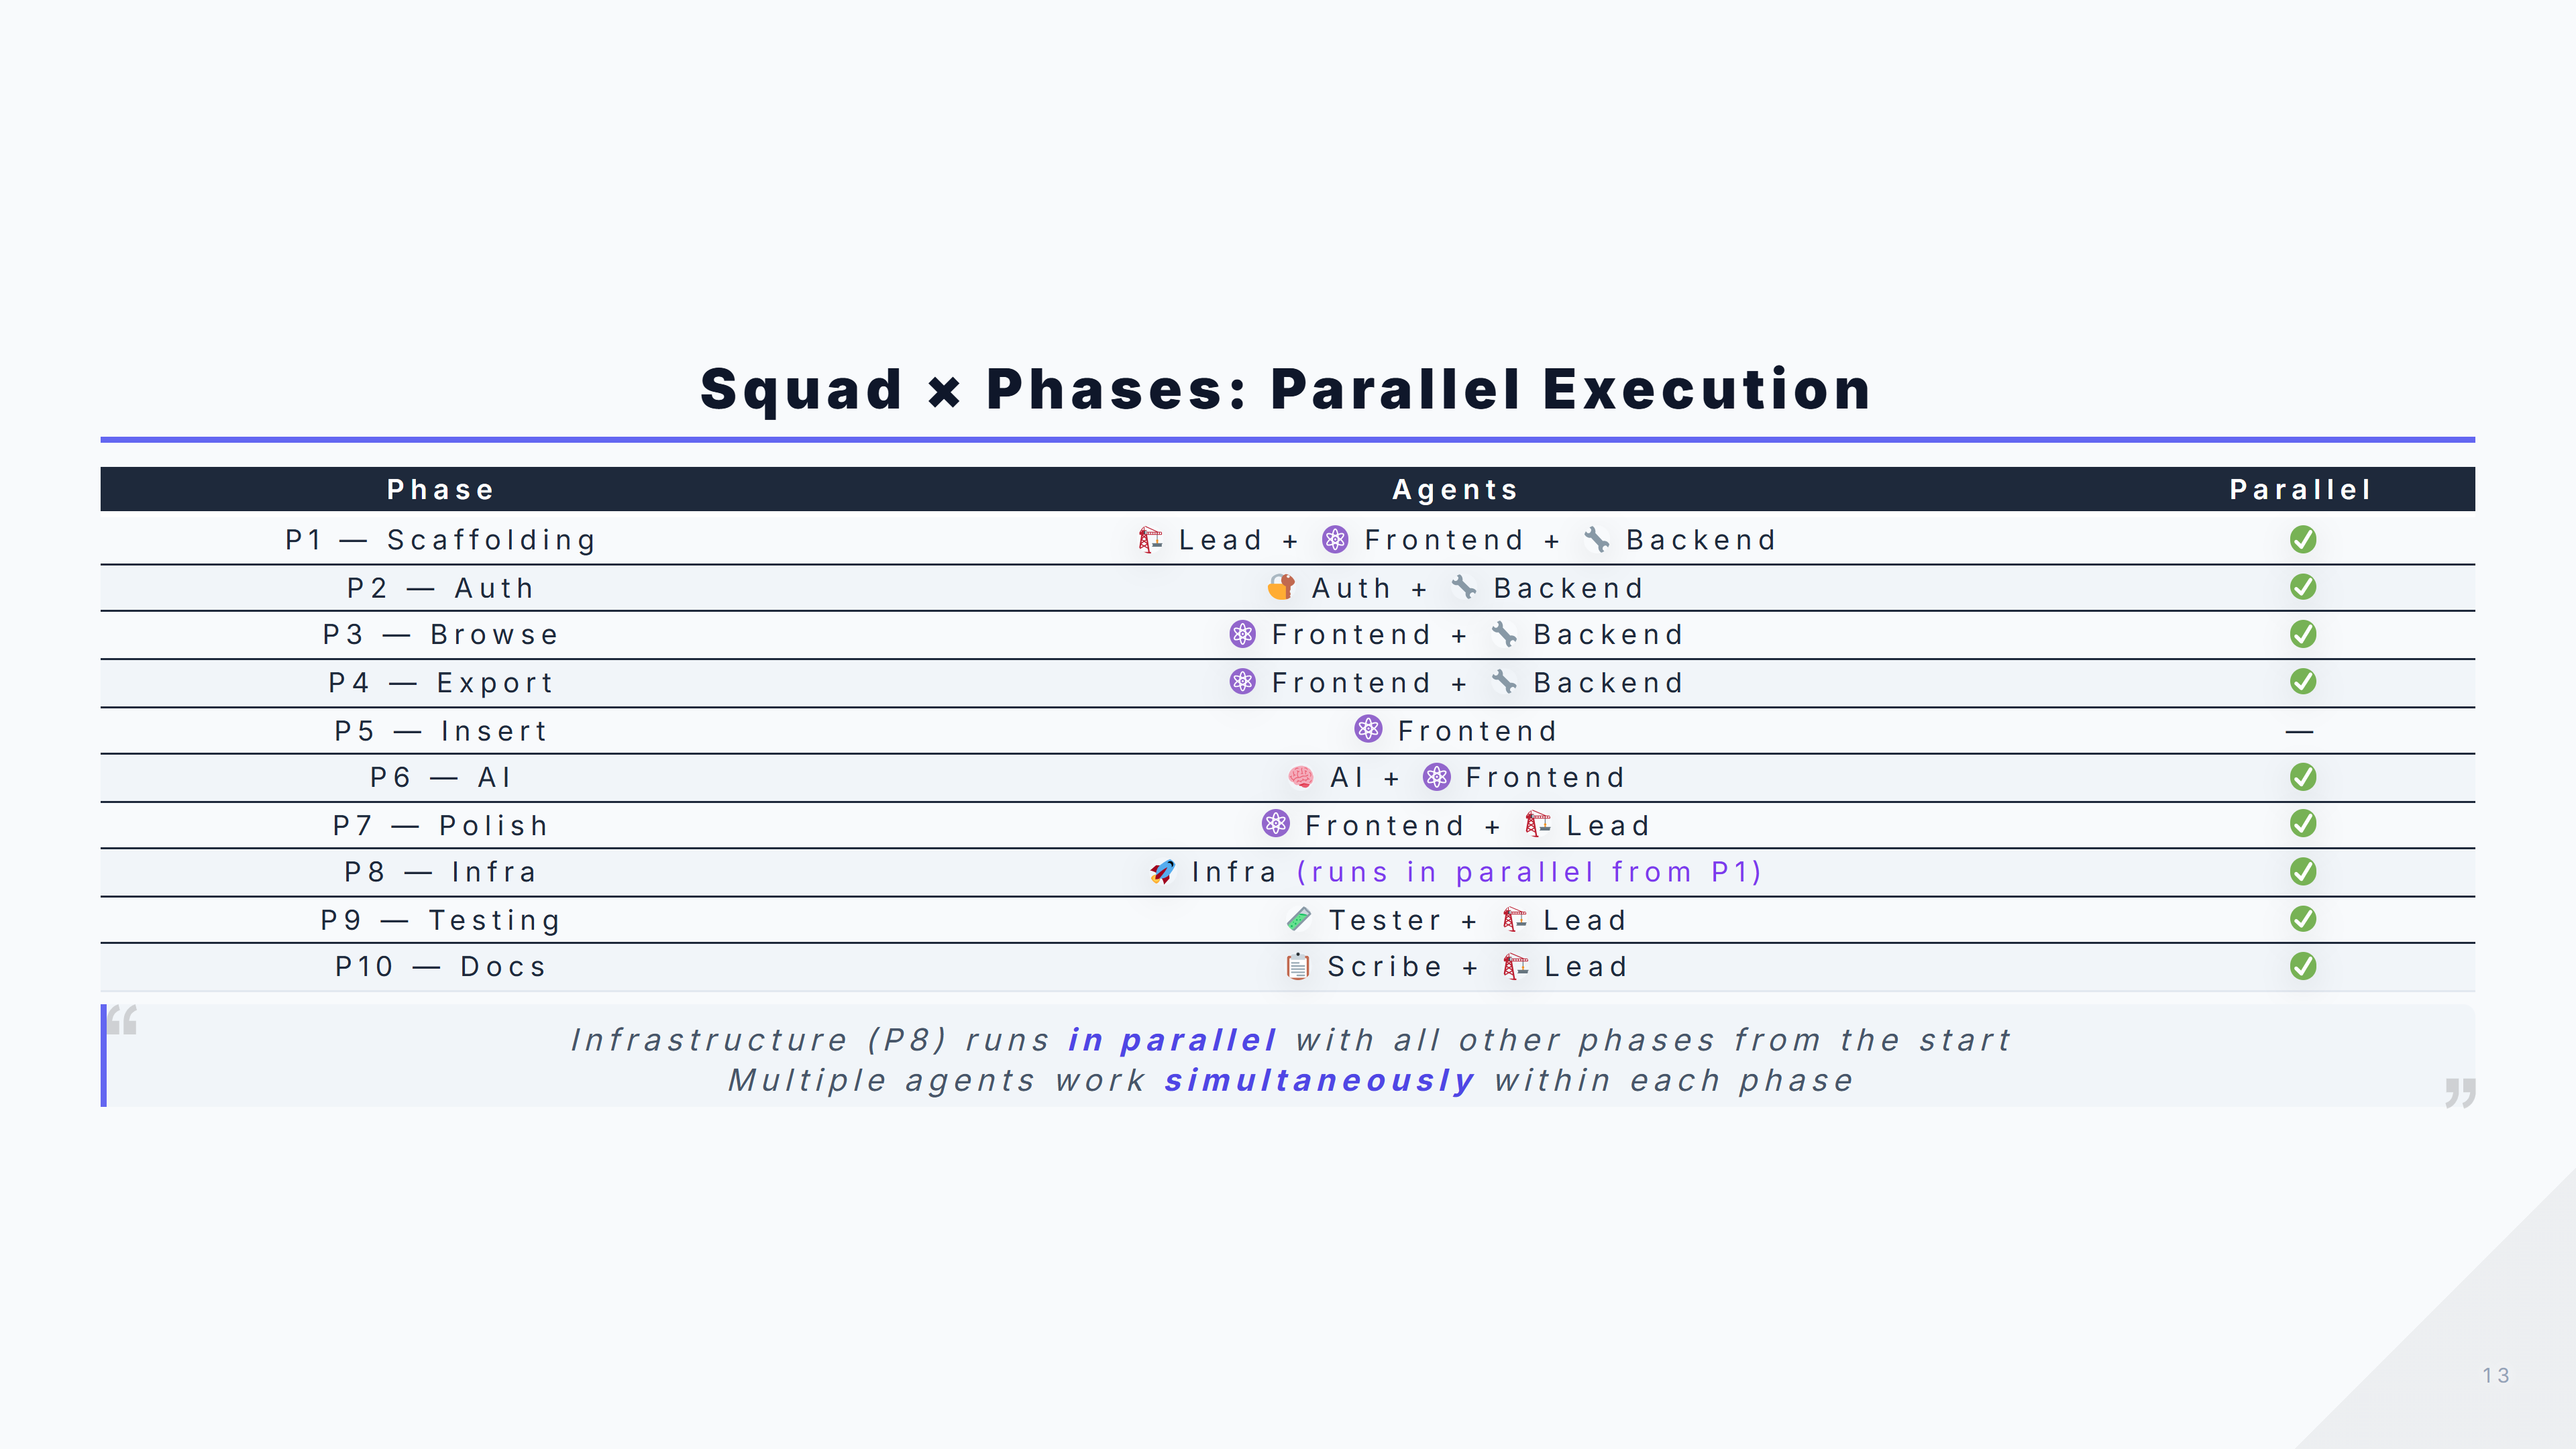 Squad × Phases: Parallel Execution
Phase Agents Parallel
P1 — Scaffolding 🏗️ Lead + ⚛️ Frontend + 🔧 Backend ✅
P2 — Auth 🔐 Auth + 🔧 Backend ✅
P3 — Browse ⚛️ Frontend + 🔧 Backend ✅
P4 — Export ⚛️ Frontend + 🔧 Backend ✅
P5 — Insert ⚛️ Frontend —
P6 — AI 🧠 AI + ⚛️ Frontend ✅
P7 — Polish ⚛️ Frontend + 🏗️ Lead ✅
P8 — Infra 🚀 Infra (runs in parallel from P1) ✅
P9 — Testing 🧪 Tester + 🏗️ Lead ✅
P10 — Docs 📋 Scribe + 🏗️ Lead ✅
“ Infrastructure (P8) runs in parallel with all other phases from the start
Multiple agents work simultaneously within each phase ”
13